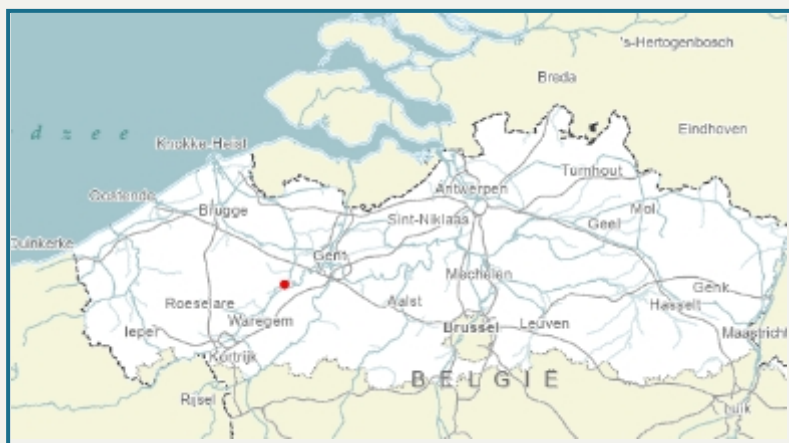 's-Hertogenbosch
Breda
d z e e
Eindhoven
Knokke-Heist
Turnhout
Antwerpen
Oostende
Mol
Brugge
Sint-Niklaas
Geel
Duinkerke
Gent
Mechelen
Genk
Roeselare
Aalst
Hasselt
Waregem
Ieper
Brussel
Leuven
Maastricht
Kortrijk
BELGIË
Rijsel
Luik